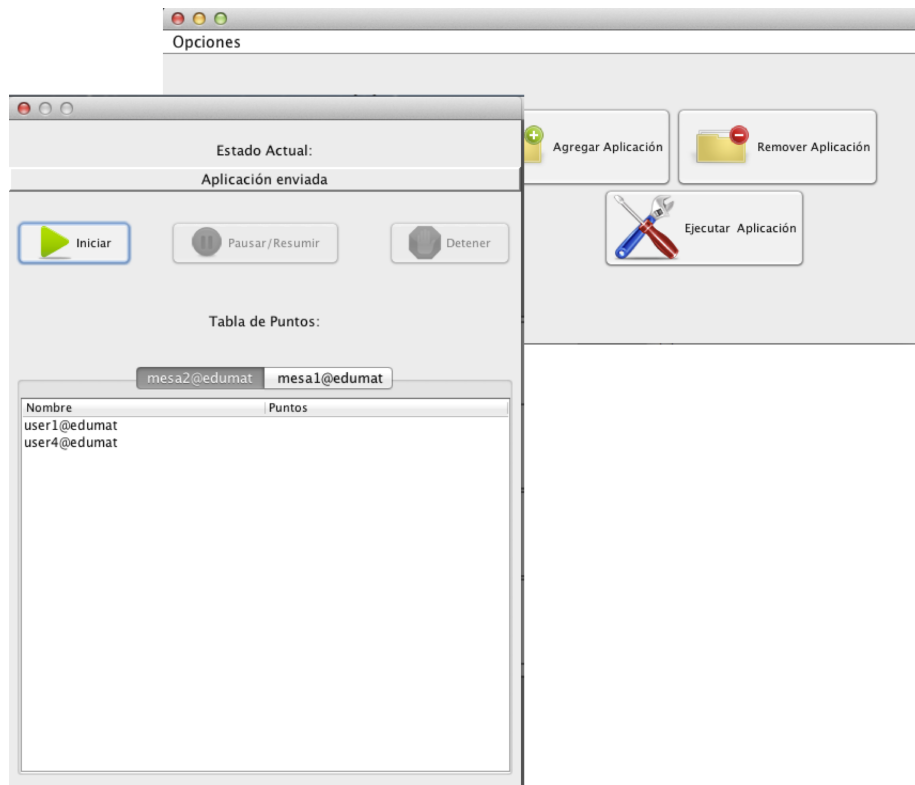 Opciones
Agregar Aplicación
Remover Aplicación
Ejecutar Aplicación
Estado Actual:
Aplicación enviada
Iniciar
Pausar/Resumir
Detener
Tabla de Puntos:
mesa2@edumat
mesa1@edumat
Nombre
Puntos
user1@edumat
user4@edumat